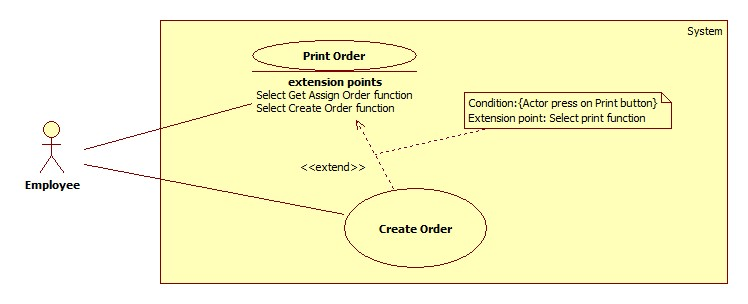 System
Print Order
extension points
Select Get Assign Order function
Select Create Order function
Condition:{Actor press on Print button}
Extension point: Select print function
<<extend>>
Employee
Create Order